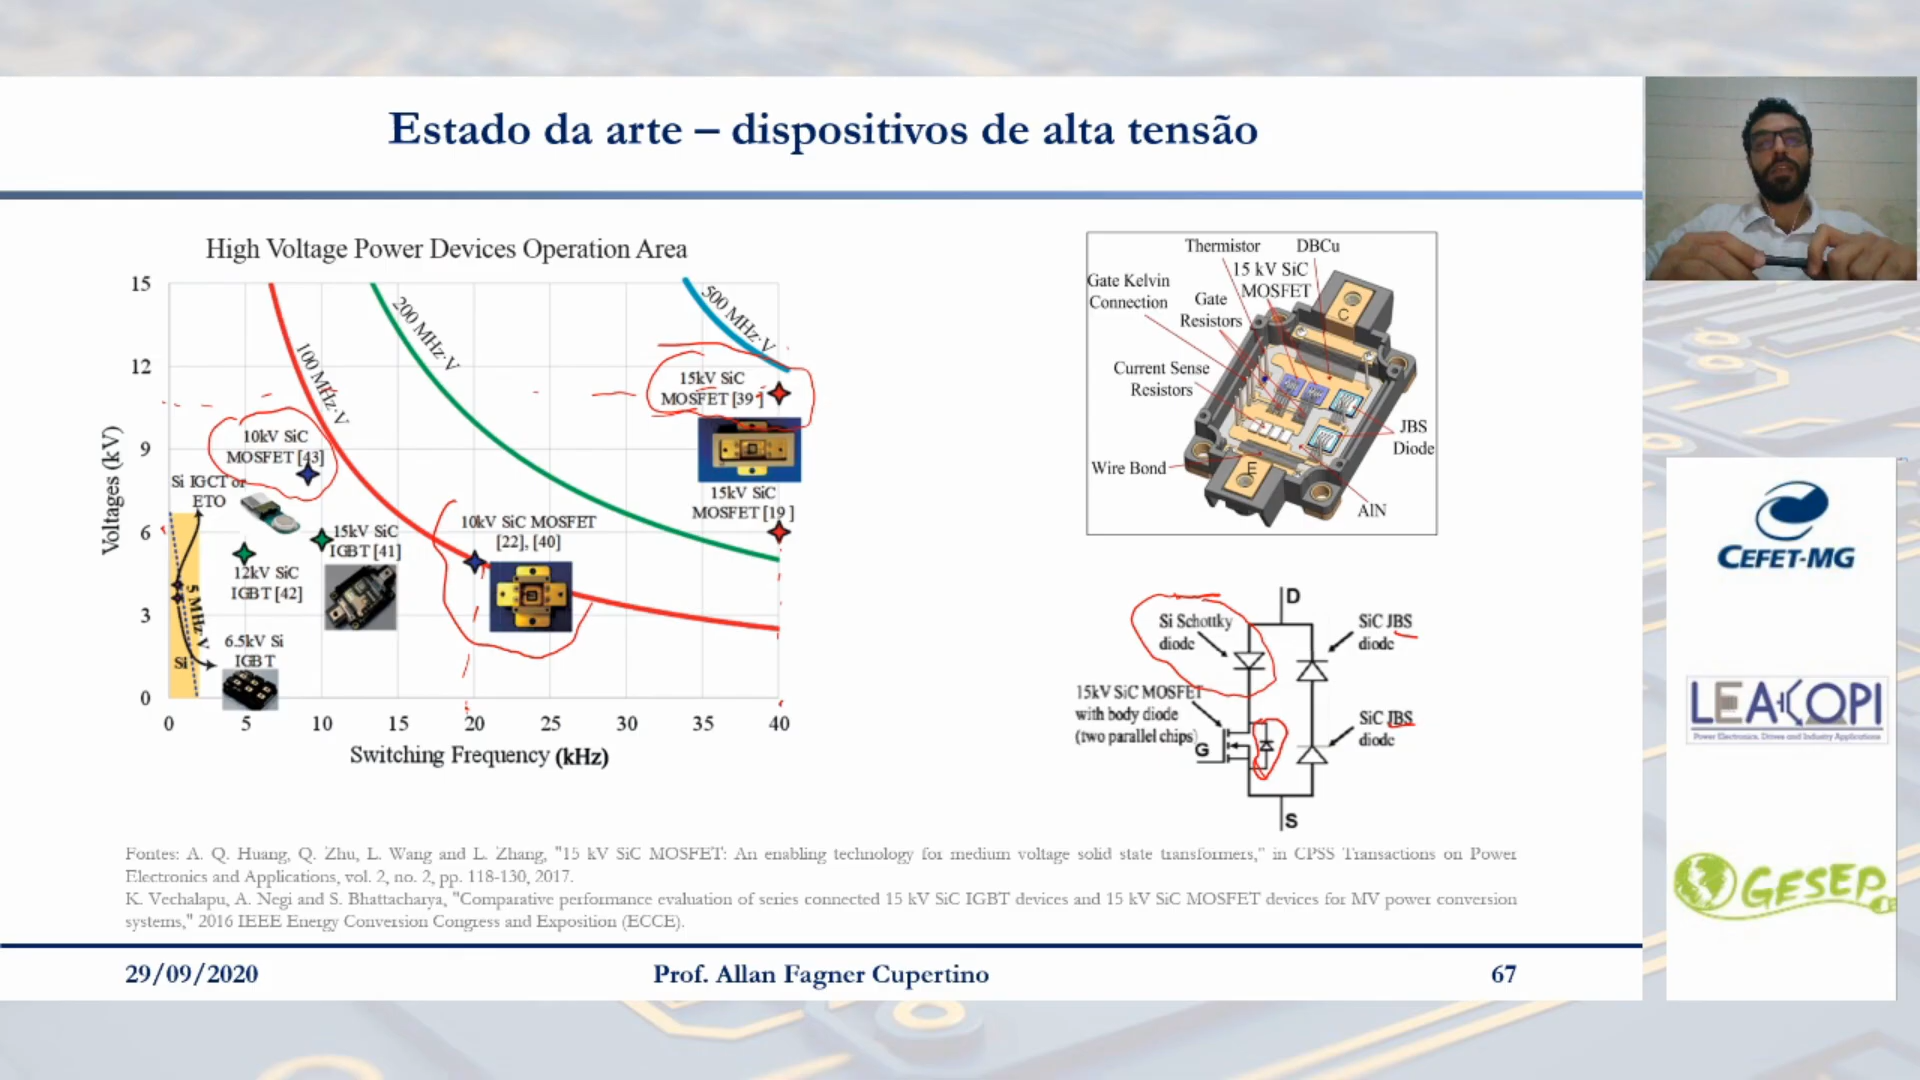 Estado da arte – dispositivos de alta tensão
High Voltage Power Devices Operation Area
15
12
9
6
3
0
Voltages (kV)
0 5 10 15 20 25 30 35 40
Switching Frequency (kHz)
100 MHz·V
200 MHz·V
500 MHz·V
5 MHz·V
10kV SiC
MOSFET [43]
Si IGCT or
ETO
15kV SiC
IGBT [41]
12kV SiC
IGBT [42]
6.5kV Si
IGBT
Si
10kV SiC MOSFET
[22], [40]
15kV SiC
MOSFET [39]
15kV SiC
MOSFET [19]
Thermistor
DBCu
15 kV SiC
MOSFET
Gate Kelvin
Connection
Gate
Resistors
Current Sense
Resistors
JBS
Diode
Wire Bond
AlN
C
E
D
Si Schottky
diode
SiC JBS
diode
15kV SiC MOSFET
with body diode
(two parallel chips)
G
SiC JBS
diode
S
Fontes: A. Q. Huang, Q. Zhu, L. Wang and L. Zhang, "15 kV SiC MOSFET: An enabling technology for medium voltage solid state transformers," in CPSS Transactions on Power
Electronics and Applications, vol. 2, no. 2, pp. 118-130, 2017.
K. Vechalapu, A. Negi and S. Bhattacharya, "Comparative performance evaluation of series connected 15 kV SiC IGBT devices and 15 kV SiC MOSFET devices for MV power conversion
systems," 2016 IEEE Energy Conversion Congress and Exposition (ECCE).
29/09/2020
Prof. Allan Fagner Cupertino
67
CEFET-MG
LEACOPI
Power Electronics, Drives and Industry Applications
GESEP